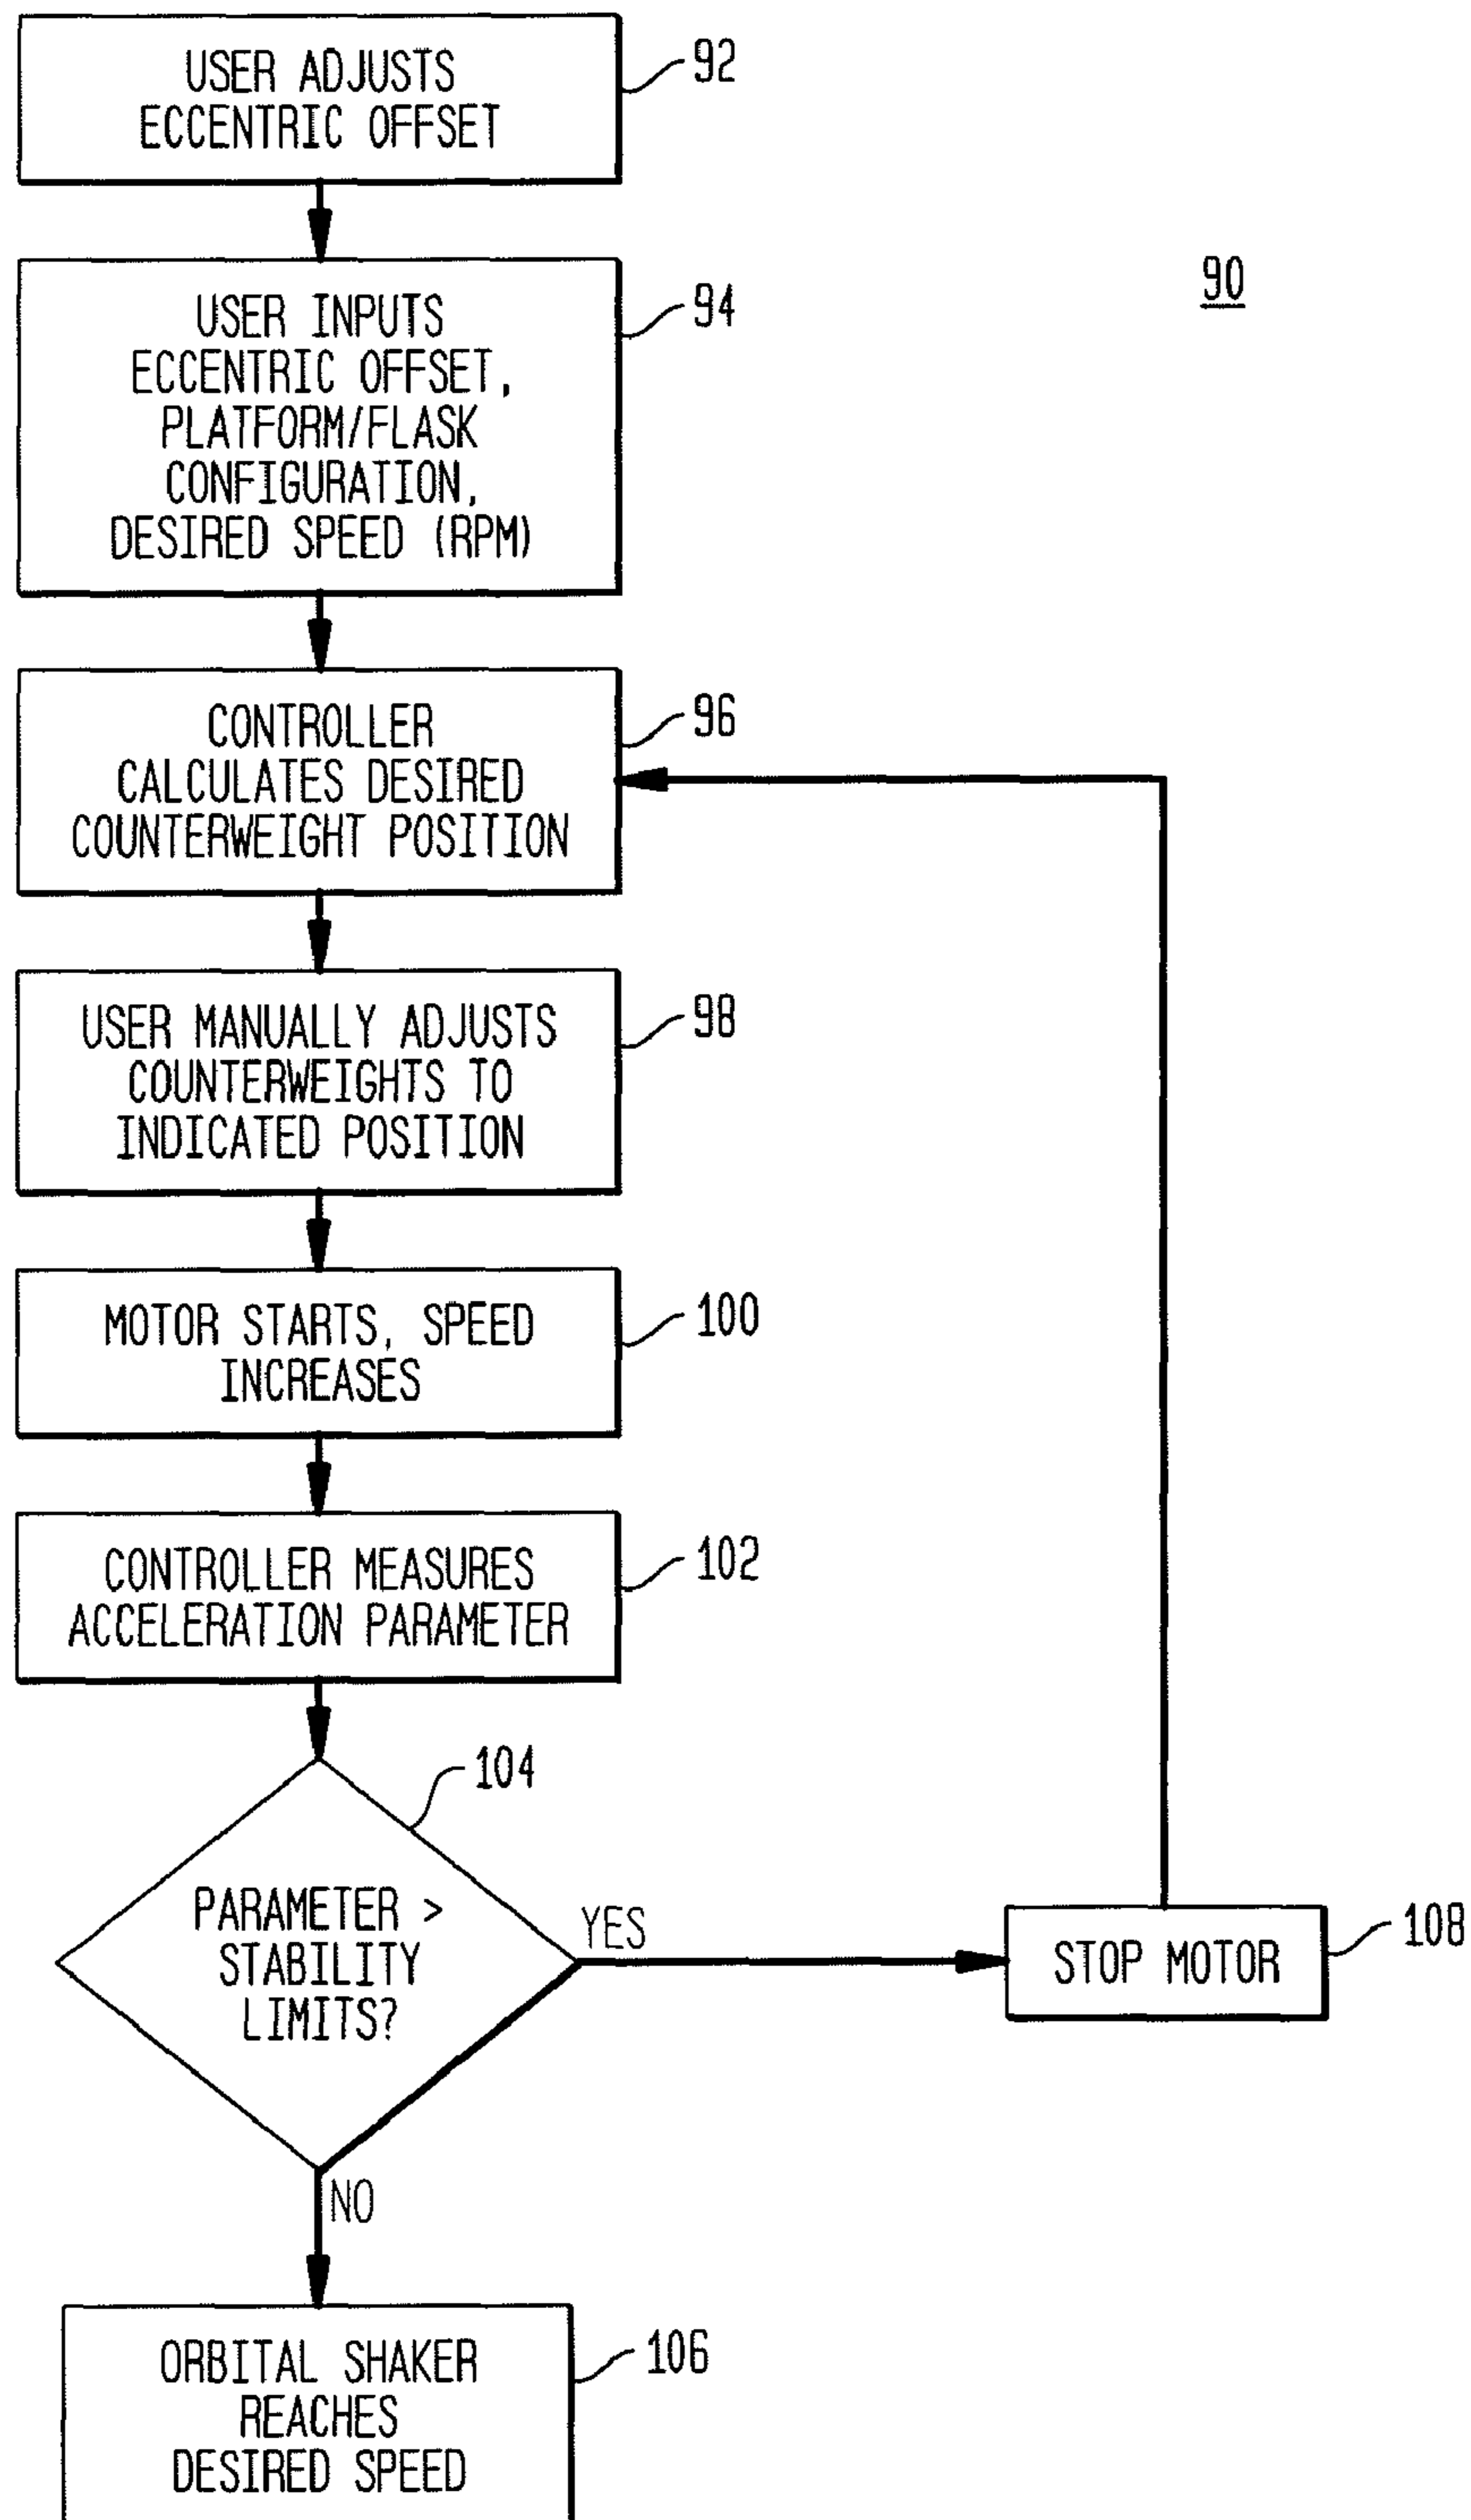 USER ADJUSTS
ECCENTRIC OFFSET
92
90
USER INPUTS
ECCENTRIC OFFSET,
PLATFORM/FLASK
CONFIGURATION,
DESIRED SPEED (RPM)
94
CONTROLLER
CALCULATES DESIRED
COUNTERWEIGHT POSITION
96
USER MANUALLY ADJUSTS
COUNTERWEIGHTS TO
INDICATED POSITION
98
MOTOR STARTS, SPEED
INCREASES
100
CONTROLLER MEASURES
ACCELERATION PARAMETER
102
104
PARAMETER >
STABILITY
LIMITS?
YES
STOP MOTOR
108
NO
ORBITAL SHAKER
REACHES
DESIRED SPEED
106